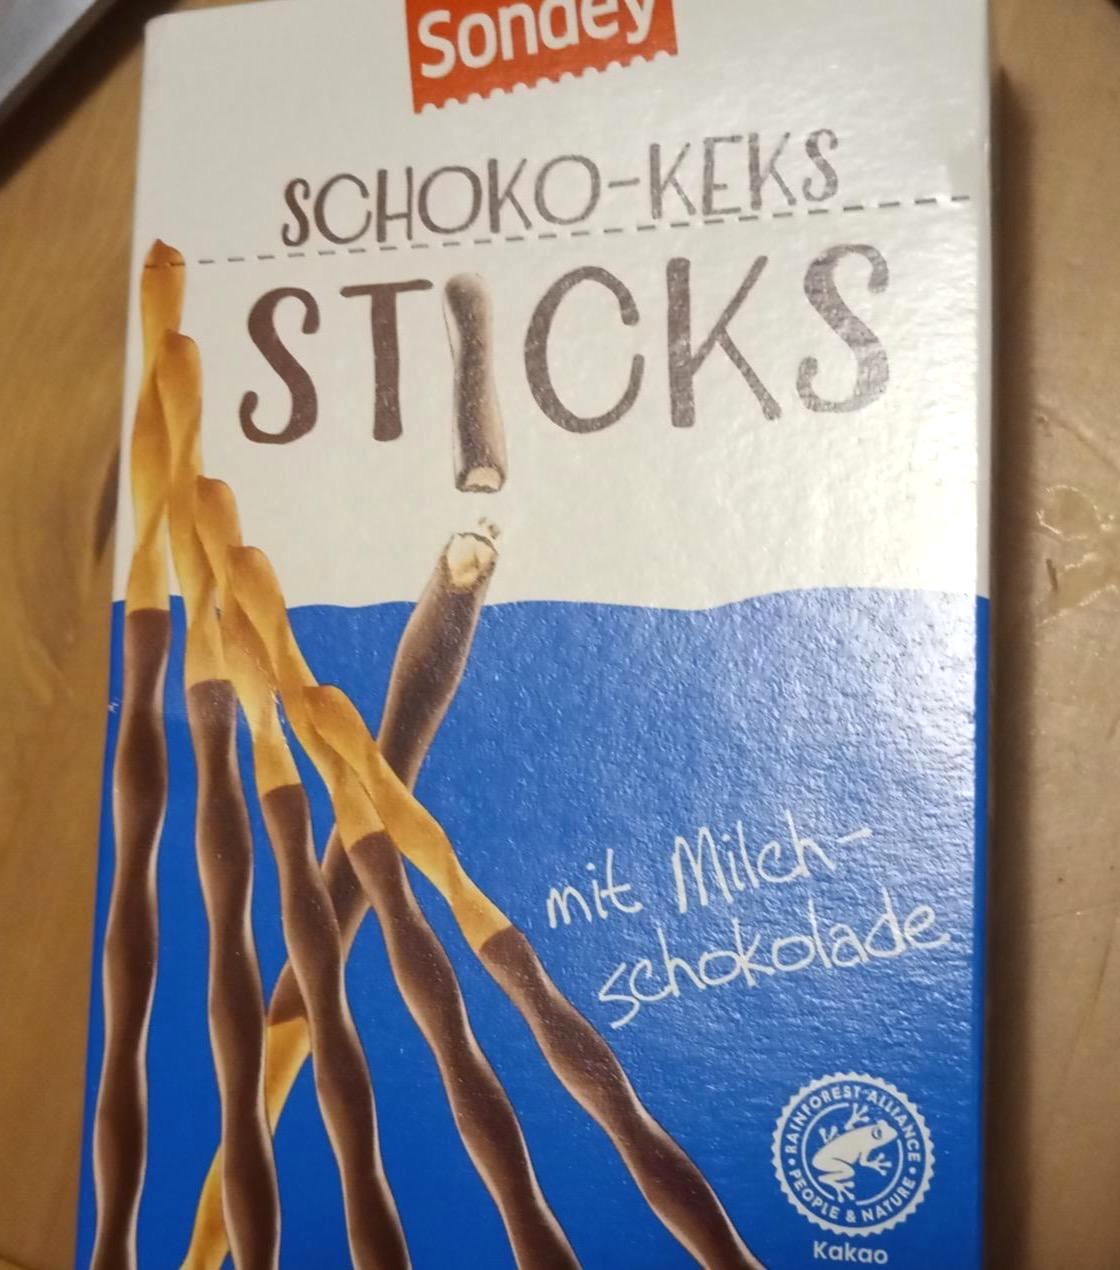 Sondey
SCHOKO-KEKS
STICKS
mit Milch-
schokolade
RAINFOREST ALLIANCE
PEOPLE & NATURE
Kakao